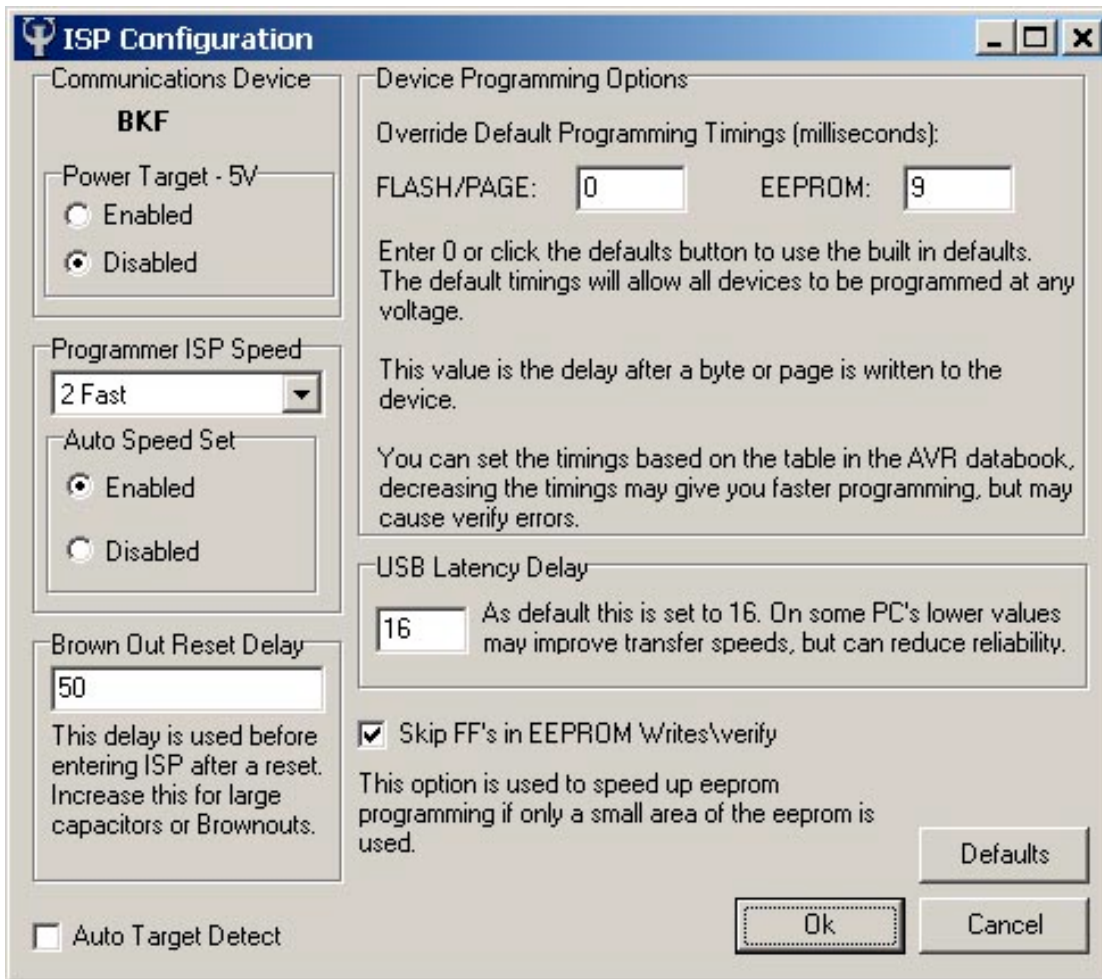 ISP Configuration
Communications Device
BKF
Power Target - 5V
Enabled
Disabled
Programmer ISP Speed
2 Fast
Auto Speed Set
Enabled
Disabled
Brown Out Reset Delay
50
This delay is used before
entering ISP after a reset.
Increase this for large
capacitors or Brownouts.
Auto Target Detect
Device Programming Options
Override Default Programming Timings (milliseconds):
FLASH/PAGE: 0 EEPROM: 9
Enter 0 or click the defaults button to use the built in defaults.
The default timings will allow all devices to be programmed at any
voltage.
This value is the delay after a byte or page is written to the
device.
You can set the timings based on the table in the AVR databook,
decreasing the timings may give you faster programming, but may
cause verify errors.
USB Latency Delay
16
As default this is set to 16. On some PC's lower values
may improve transfer speeds, but can reduce reliability.
Skip FF's in EEPROM Writes\verify
This option is used to speed up eeprom
programming if only a small area of the eeprom is
used.
Defaults
Ok Cancel